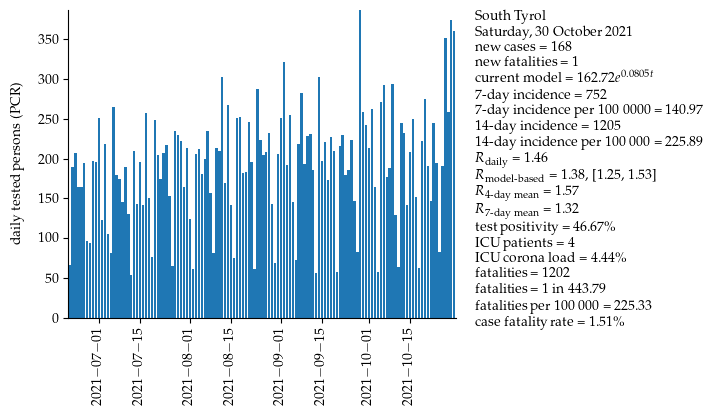 daily tested persons (PCR)
350
300
250
200
150
100
50
0
2021−07−01
2021−07−15
2021−08−01
2021−08−15
2021−09−01
2021−09−15
2021−10−01
2021−10−15
South Tyrol
Saturday, 30 October 2021
new cases = 168
new fatalities = 1
current model = 162.72e^0.0805t
7-day incidence = 752
7-day incidence per 100 0000 = 140.97
14-day incidence = 1205
14-day incidence per 100 000 = 225.89
R_daily = 1.46
R_model-based = 1.38, [1.25, 1.53]
R_4-day mean = 1.57
R_7-day mean = 1.32
test positivity = 46.67%
ICU patients = 4
ICU corona load = 4.44%
fatalities = 1202
fatalities = 1 in 443.79
fatalities per 100 000 = 225.33
case fatality rate = 1.51%